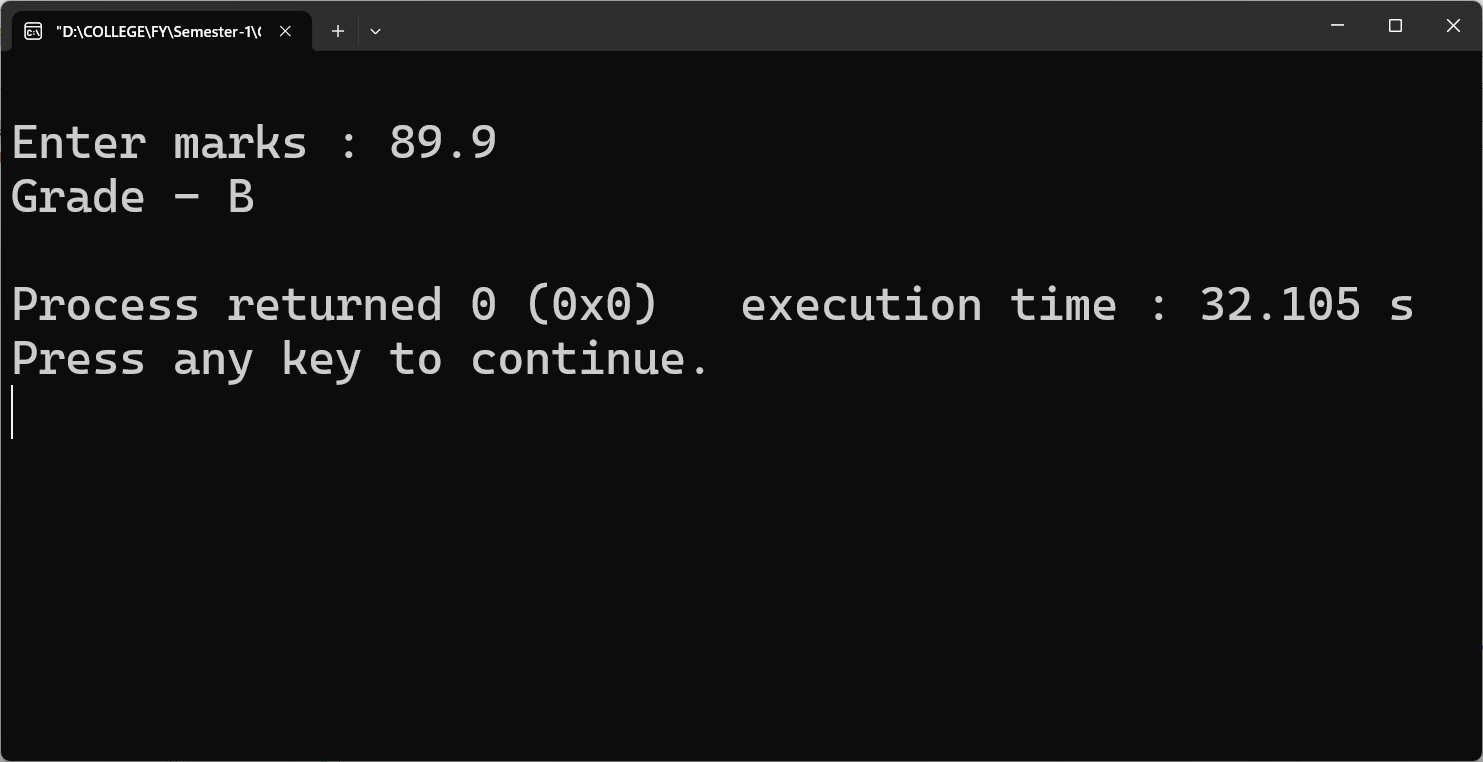 "D:\COLLEGE\FY\Semester-1\
Enter marks : 89.9
Grade - B
Process returned 0 (0x0)   execution time : 32.105 s
Press any key to continue.